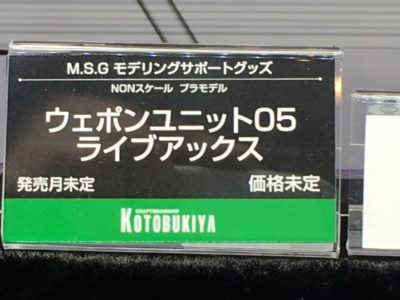 M.S.G モデリングサポートグッズ
NONスケール プラモデル
ウェポンユニット05
ライブアックス
発売月未定 価格未定
CRAFTSMANSHIP
KOTOBUKIYA